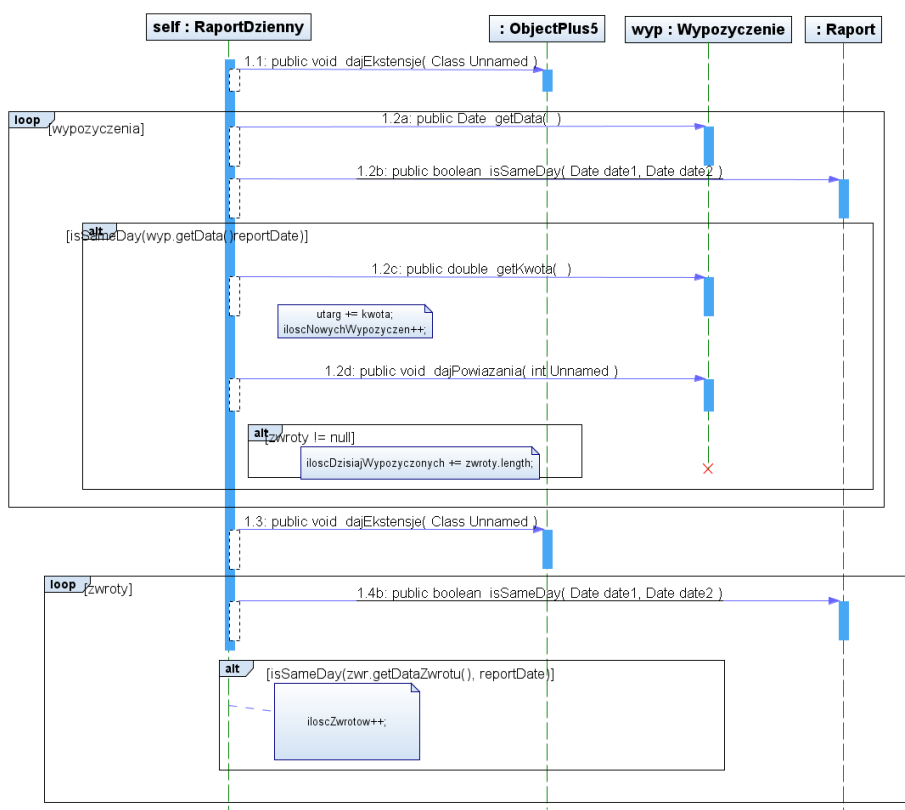 self : RaportDzienny
: ObjectPlus5
wyp : Wypozyczenie
: Raport
1.1: public void dajEkstensje( Class Unnamed )
loop
[wypozyczenia]
1.2a: public Date getData( )
1.2b: public boolean isSameDay( Date date1, Date date2 )
alt
[isSameDay(wyp.getData()reportDate)]
1.2c: public double getKwota( )
utarg += kwota;
iloscNowychWypozyczen++;
1.2d: public void dajPowiazania( int Unnamed )
alt
[zwroty != null]
iloscDzisiajWypozyczonych += zwroty.length;
1.3: public void dajEkstensje( Class Unnamed )
loop
[zwroty]
1.4b: public boolean isSameDay( Date date1, Date date2 )
alt
[isSameDay(zwr.getDataZwrotu(), reportDate)]
iloscZwrotow++;